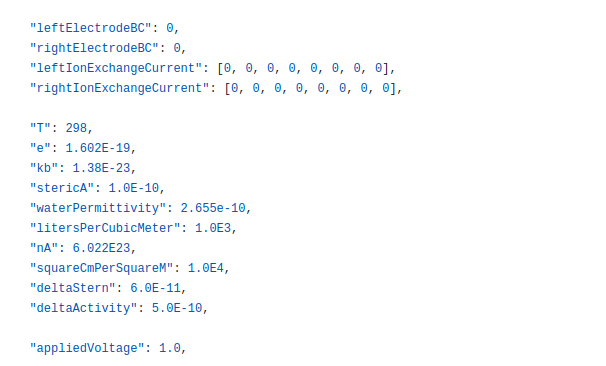 "leftElectrodeBC": 0,
"rightElectrodeBC": 0,
"leftIonExchangeCurrent": [0, 0, 0, 0, 0, 0, 0, 0],
"rightIonExchangeCurrent": [0, 0, 0, 0, 0, 0, 0, 0],
"T": 298,
"e": 1.602E-19,
"kb": 1.38E-23,
"stericA": 1.0E-10,
"waterPermittivity": 2.655e-10,
"litersPerCubicMeter": 1.0E3,
"nA": 6.022E23,
"squareCmPerSquareM": 1.0E4,
"deltaStern": 6.0E-11,
"deltaActivity": 5.0E-10,
"appliedVoltage": 1.0,